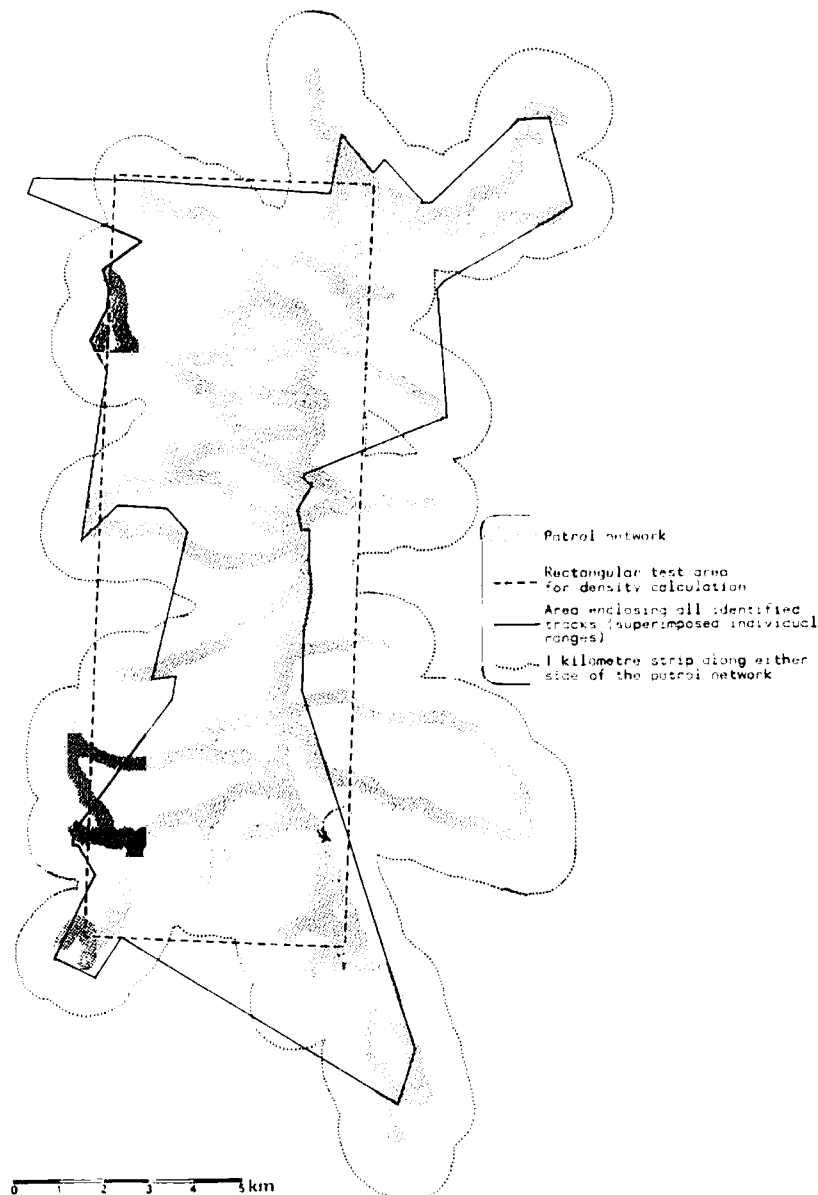 Patrol network
Rectangular test area
for density calculation
Area enclosing all identified
tracks (superimposed individual
ranges)
1 kilometre strip along either
side of the patrol network
0 1 2 3 4 5 km